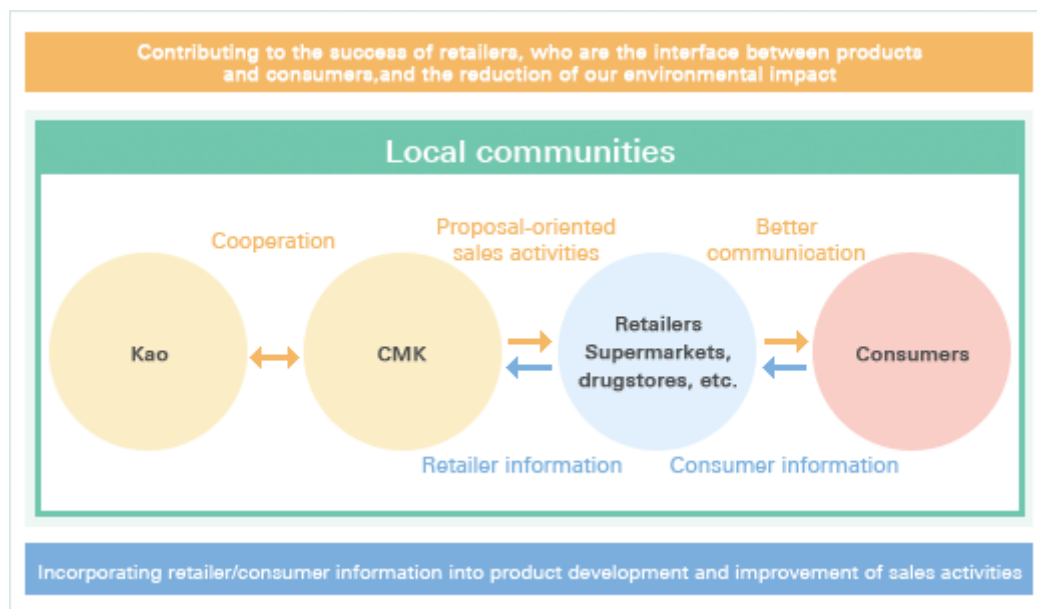 Contributing to the success of retailers, who are the interface between products
and consumers,and the reduction of our environmental impact
Local communities
Cooperation
Proposal-oriented
sales activities
Better
communication
Kao
CMK
Retailers
Supermarkets,
drugstores, etc.
Consumers
Retailer information
Consumer information
Incorporating retailer/consumer information into product development and improvement of sales activities